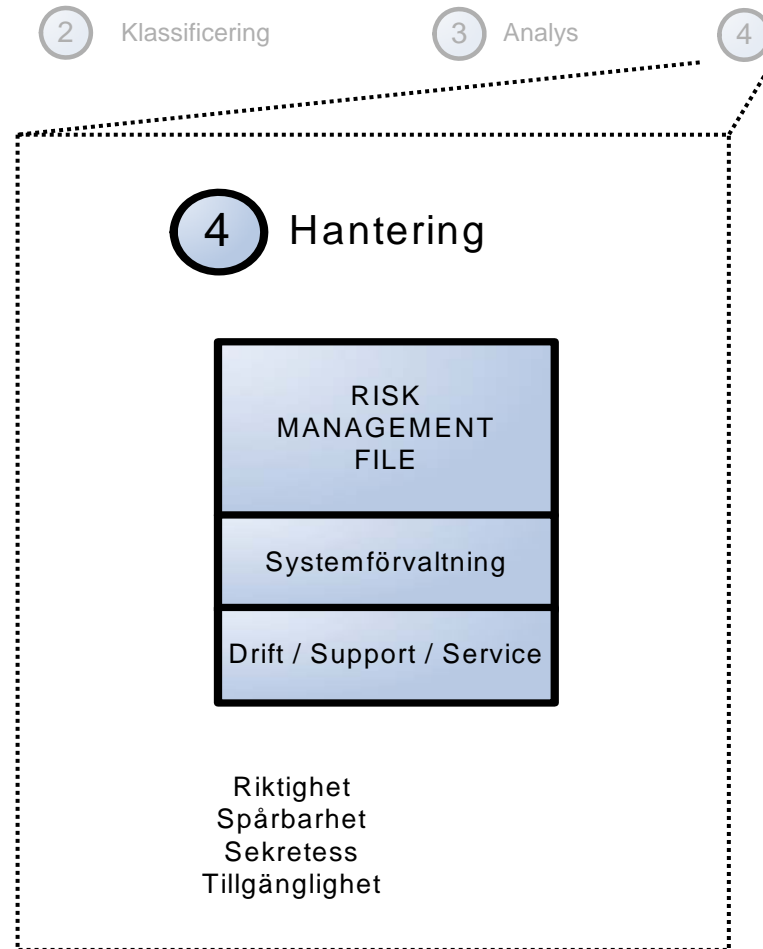 2 Klassificering 3 Analys 4
4 Hantering
RISK
MANAGEMENT
FILE
Systemförvaltning
Drift / Support / Service
Riktighet
Spårbarhet
Sekretess
Tillgänglighet